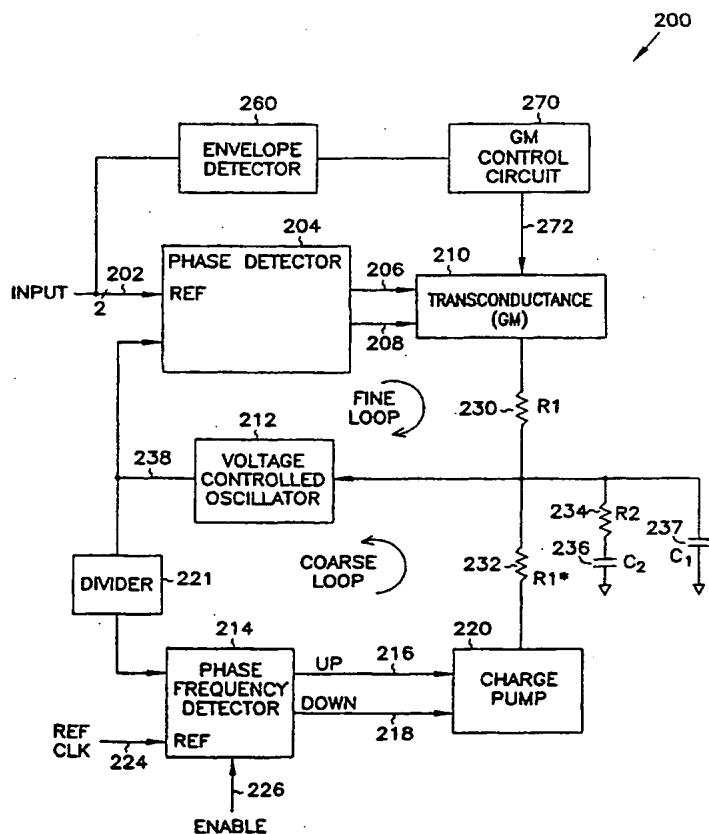 200
260
ENVELOPE
DETECTOR
270
GM
CONTROL
CIRCUIT
272
204
PHASE DETECTOR
REF
INPUT
202
2
206
208
210
TRANSCONDUCTANCE
(GM)
FINE
LOOP
230
R1
212
VOLTAGE
CONTROLLED
OSCILLATOR
238
234
R2
236
C2
237
C1
COARSE
LOOP
232
R1*
DIVIDER
221
214
PHASE
FREQUENCY
DETECTOR
REF
UP
216
DOWN
218
220
CHARGE
PUMP
REF
CLK
224
226
ENABLE